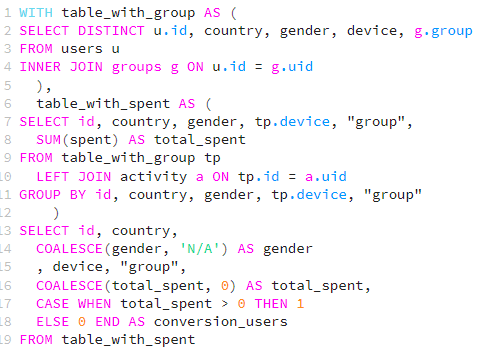 1 WITH table_with_group AS (
2 SELECT DISTINCT u.id, country, gender, device, g.group
3 FROM users u
4 INNER JOIN groups g ON u.id = g.uid
5 ),
6 table_with_spent AS (
7 SELECT id, country, gender, tp.device, "group",
8 SUM(spent) AS total_spent
9 FROM table_with_group tp
10 LEFT JOIN activity a ON tp.id = a.uid
11 GROUP BY id, country, gender, tp.device, "group"
12 )
13 SELECT id, country,
14 COALESCE(gender, 'N/A') AS gender
15 , device, "group",
16 COALESCE(total_spent, 0) AS total_spent,
17 CASE WHEN total_spent > 0 THEN 1
18 ELSE 0 END AS conversion_users
19 FROM table_with_spent